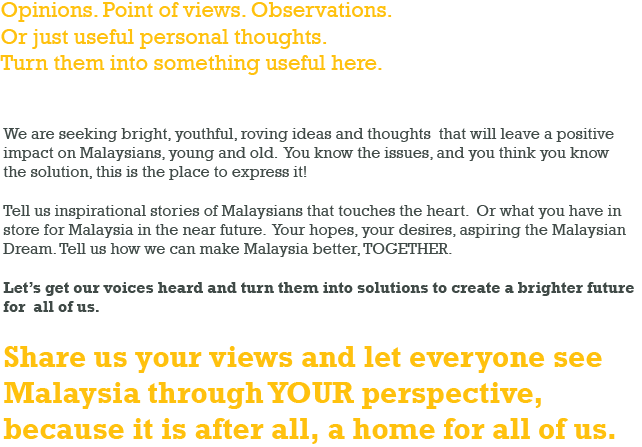 Opinions. Point of views. Observations.
Or just useful personal thoughts.
Turn them into something useful here.
We are seeking bright, youthful, roving ideas and thoughts  that will leave a positive
impact on Malaysians, young and old.  You know the issues, and you think you know
the solution, this is the place to express it!
Tell us inspirational stories of Malaysians that touches the heart.  Or what you have in
store for Malaysia in the near future.  Your hopes, your desires, aspiring the Malaysian
Dream. Tell us how we can make Malaysia better, TOGETHER.
Let’s get our voices heard and turn them into solutions to create a brighter future
for  all of us.
Share us your views and let everyone see
Malaysia through YOUR perspective,
because it is after all, a home for all of us.